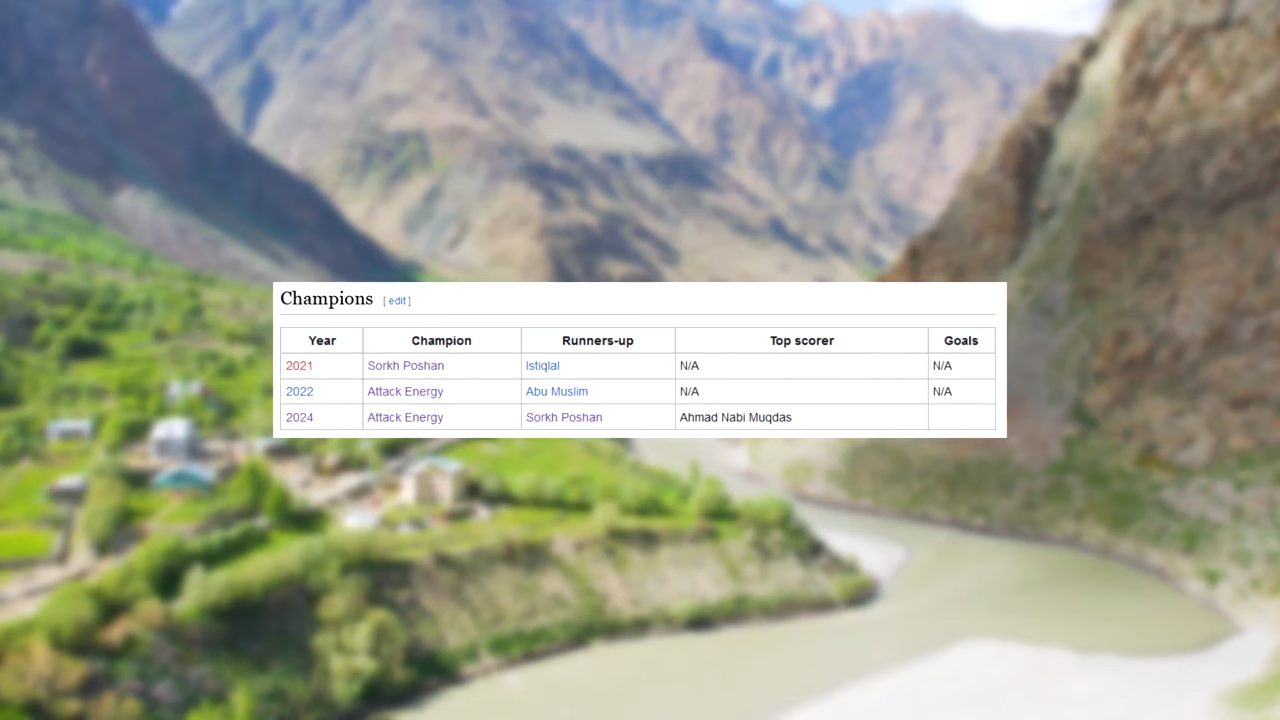 Champions [ edit ]
Year Champion Runners-up Top scorer Goals
2021 Sorkh Poshan Istiqlal N/A N/A
2022 Attack Energy Abu Muslim N/A N/A
2024 Attack Energy Sorkh Poshan Ahmad Nabi Muqdas